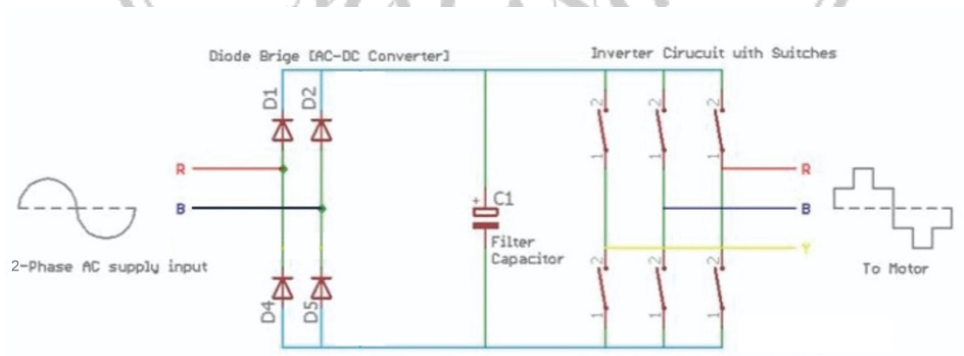 Diode Brige [AC-DC Converter]
Inverter Cirucuit with Suitches
D1
D2
2
2
2
1
1
1
R
R
B
B
+
C1
Y
Filter
Capacitor
2-Phase AC supply input
To Motor
2
2
2
D4
D5
1
1
1